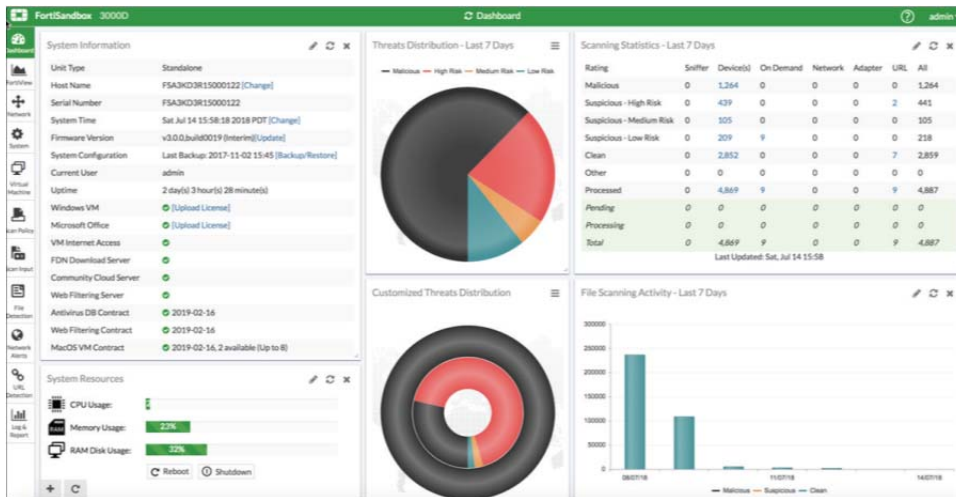 FortiSandbox 3000D
Dashboard
admin
Dashboard
FortiView
Network
System
Virtual Machine
Scan Policy
Scan Input
File Detection
Network Alerts
URL Detection
Log & Report
System Information
Unit Type Standalone
Host Name FSA3KD3R15000122 [Change]
Serial Number FSA3KD3R15000122
System Time Sat Jul 14 15:58:18 2018 PDT [Change]
Firmware Version v3.0.0,build0019 (Interim)[Update]
System Configuration Last Backup: 2017-11-02 15:45 [Backup/Restore]
Current User admin
Uptime 2 day(s) 3 hour(s) 28 minute(s)
Windows VM [Upload License]
Microsoft Office [Upload License]
VM Internet Access
FDN Download Server
Community Cloud Server
Web Filtering Server
Antivirus DB Contract 2019-02-16
Web Filtering Contract 2019-02-16
MacOS VM Contract 2019-02-16, 2 available (Up to 8)
System Resources
CPU Usage:
RAM Memory Usage: 23%
RAM Disk Usage: 32%
Reboot Shutdown
Threats Distribution - Last 7 Days
Malicious High Risk Medium Risk Low Risk
Customized Threats Distribution
Scanning Statistics - Last 7 Days
Rating Sniffer Device(s) On Demand Network Adapter URL All
Malicious 0 1,264 0 0 0 0 1,264
Suspicious - High Risk 0 439 0 0 0 2 441
Suspicious - Medium Risk 0 105 0 0 0 0 105
Suspicious - Low Risk 0 209 9 0 0 0 218
Clean 0 2,852 0 0 0 7 2,859
Other 0 0 0 0 0 0 0
Processed 0 4,869 9 0 0 9 4,887
Pending 0 0 0 0 0 0 0
Processing 0 0 0 0 0 0 0
Total 0 4,869 9 0 0 9 4,887
Last Updated: Sat, Jul 14 15:58
File Scanning Activity - Last 7 Days
300000
250000
200000
150000
100000
50000
0
08/07/18 11/07/18 14/07/18
Malicious Suspicious Clean